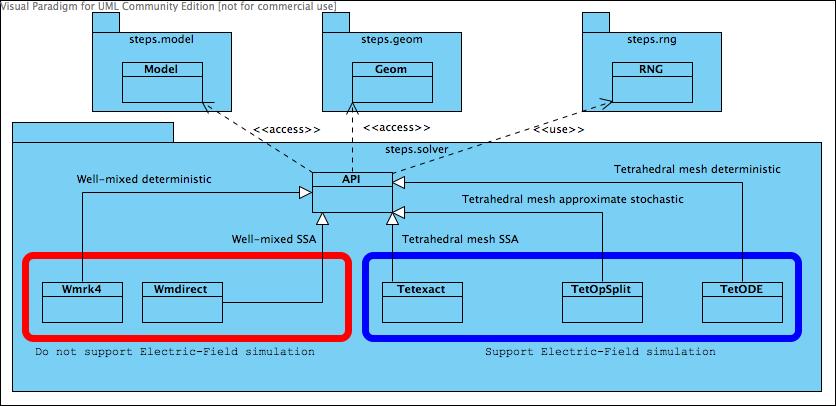 Visual Paradigm for UML Community Edition [not for commercial use]
steps.model
steps.geom
steps.rng
Model
Geom
RNG
<<access>>
<<access>>
<<use>>
steps.solver
Tetrahedral mesh deterministic
Well-mixed deterministic
API
Tetrahedral mesh approximate stochastic
Well-mixed SSA
Tetrahedral mesh SSA
Wmrk4
Wmdirect
Tetexact
TetOpSplit
TetODE
Do not support Electric-Field simulation
Support Electric-Field simulation